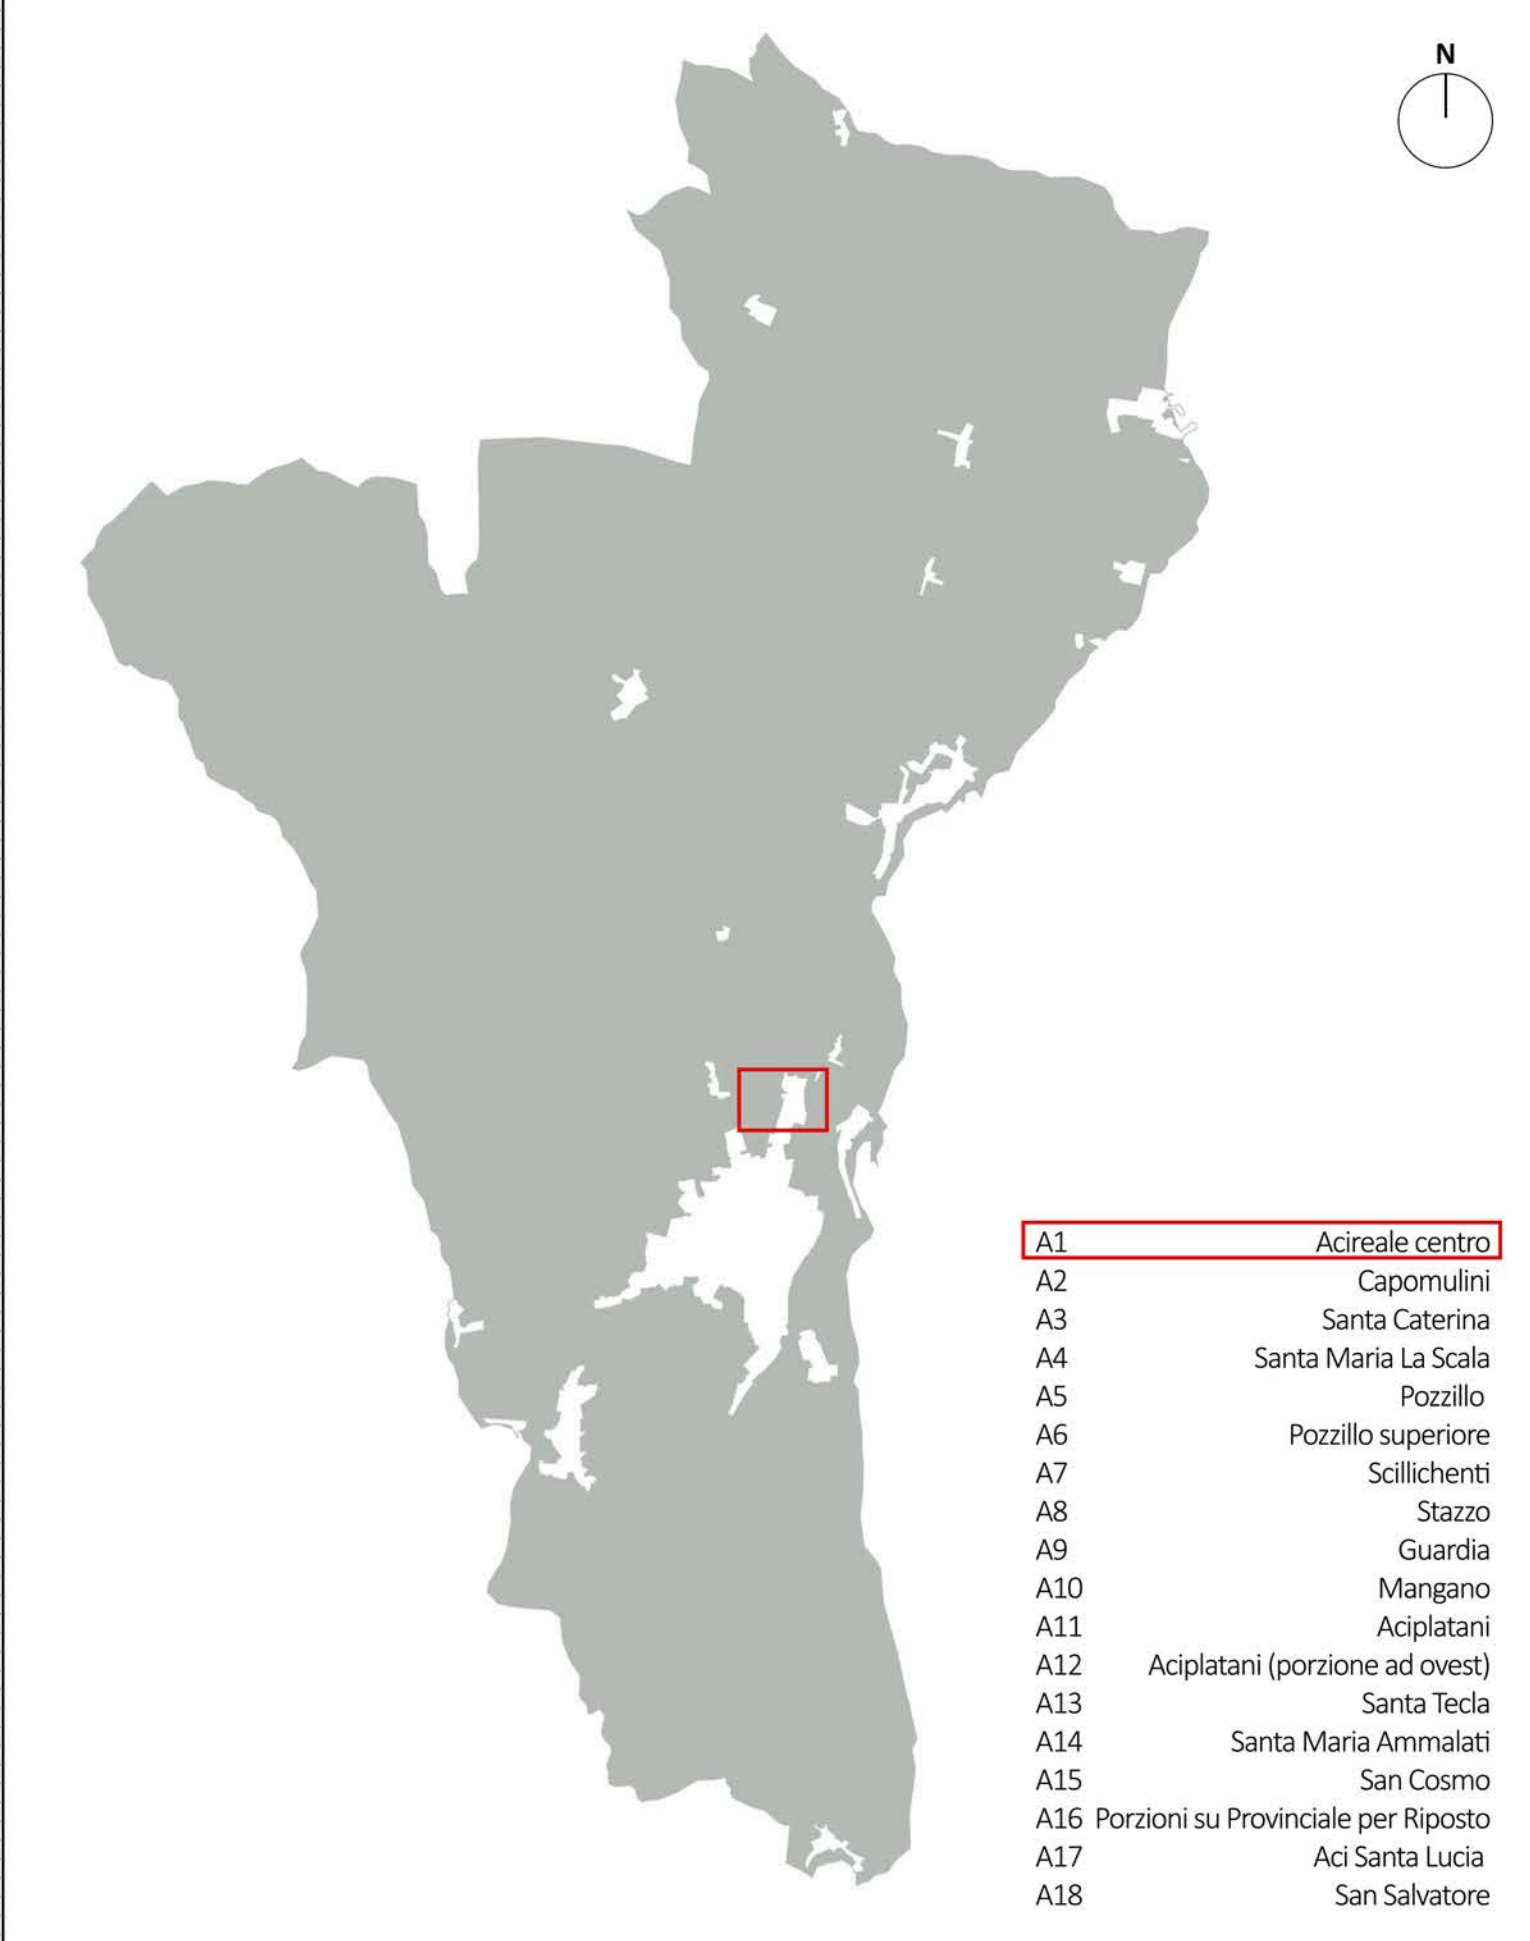 N
A1 Acireale centro
A2 Capomulini
A3 Santa Caterina
A4 Santa Maria La Scala
A5 Pozzillo
A6 Pozzillo superiore
A7 Scillichenti
A8 Stazzo
A9 Guardia
A10 Mangano
A11 Aciplatani
A12 Aciplatani (porzione ad ovest)
A13 Santa Tecla
A14 Santa Maria Ammalati
A15 San Cosmo
A16 Porzioni su Provinciale per Riposto
A17 Aci Santa Lucia
A18 San Salvatore